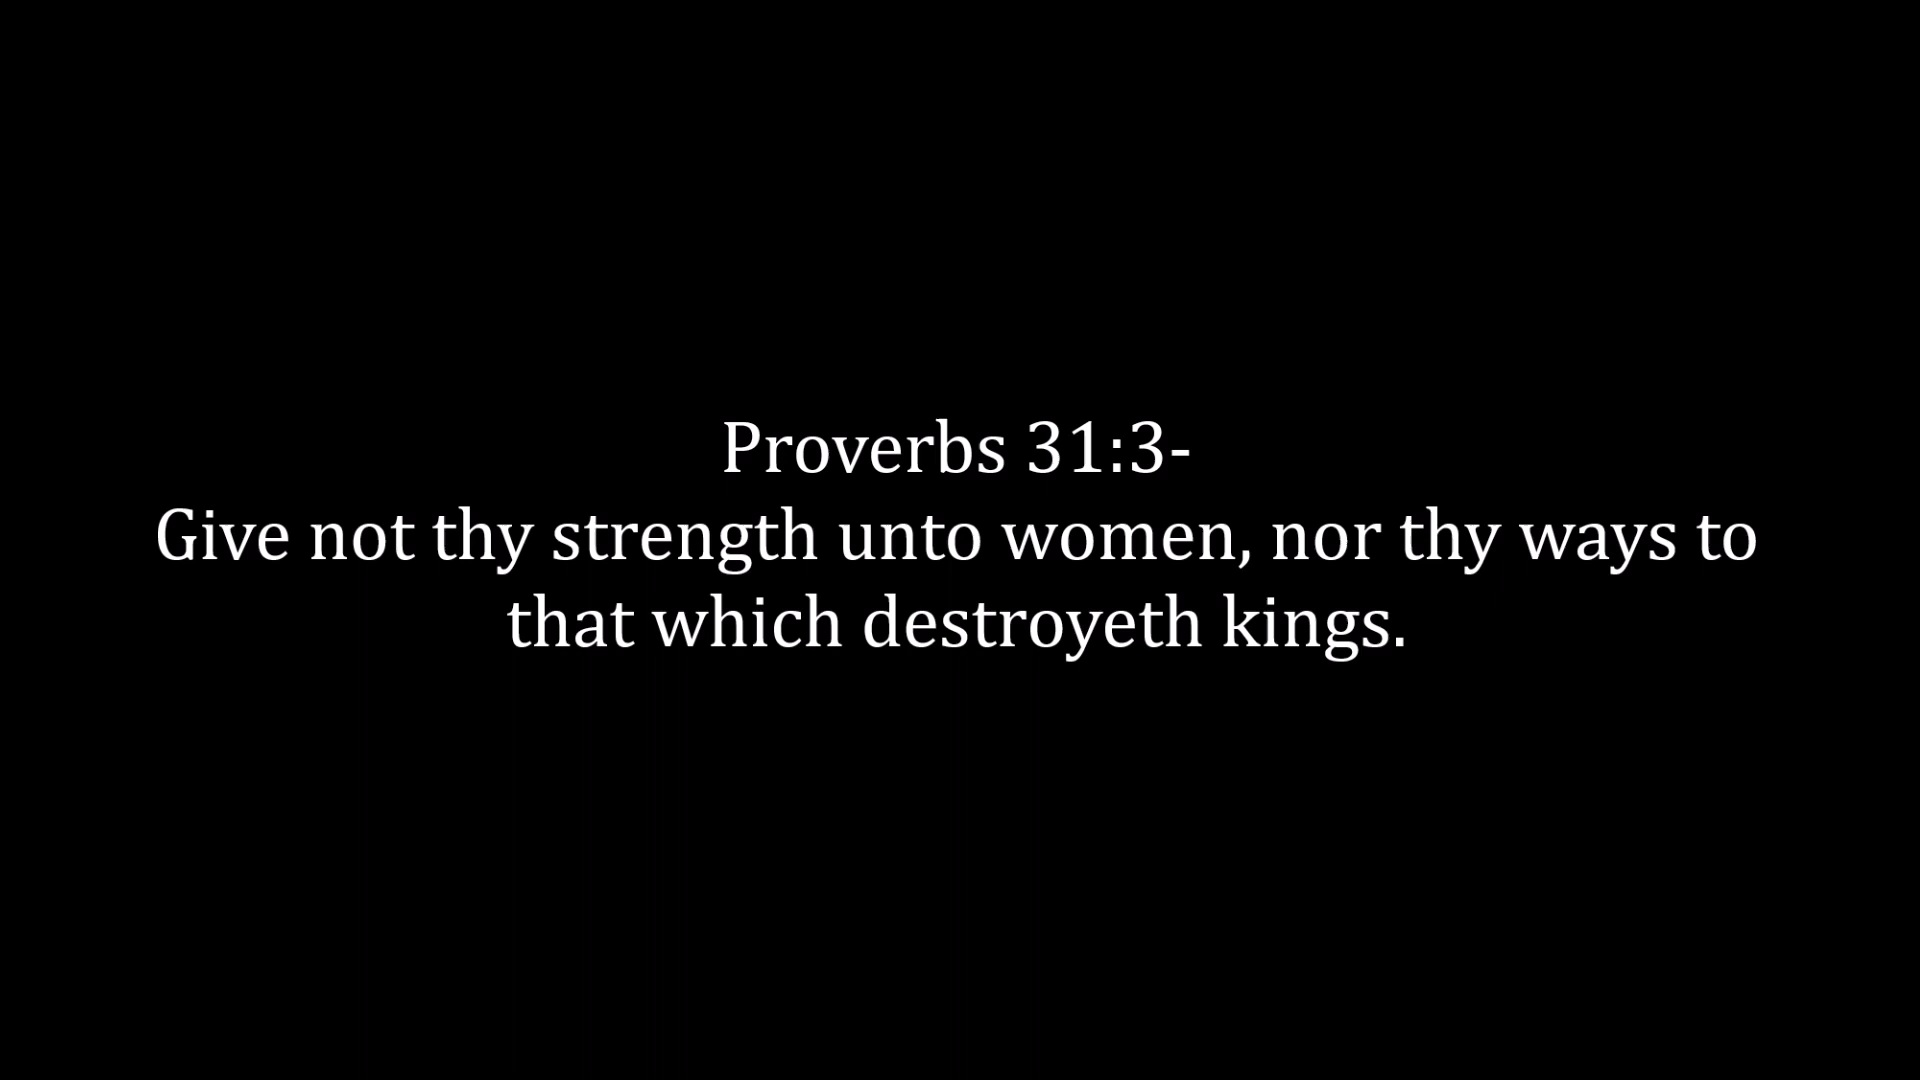 Proverbs 31:3-
Give not thy strength unto women, nor thy ways to
that which destroyeth kings.